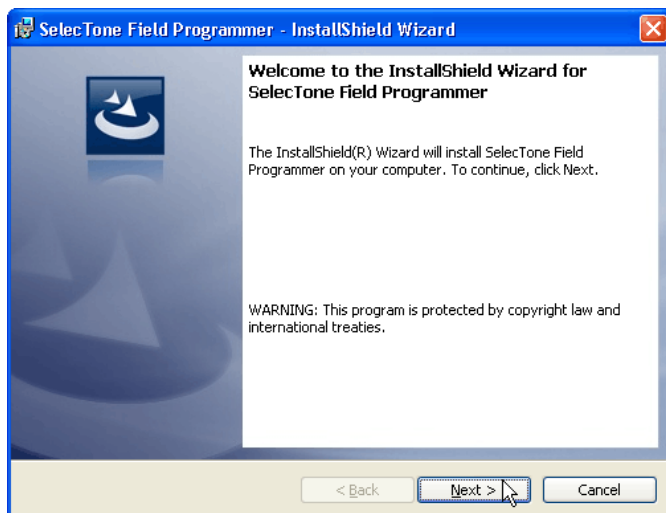 SelecTone Field Programmer - InstallShield Wizard
Welcome to the InstallShield Wizard for
SelecTone Field Programmer
The InstallShield(R) Wizard will install SelecTone Field
Programmer on your computer. To continue, click Next.
WARNING: This program is protected by copyright law and
international treaties.
< Back
Next >
Cancel